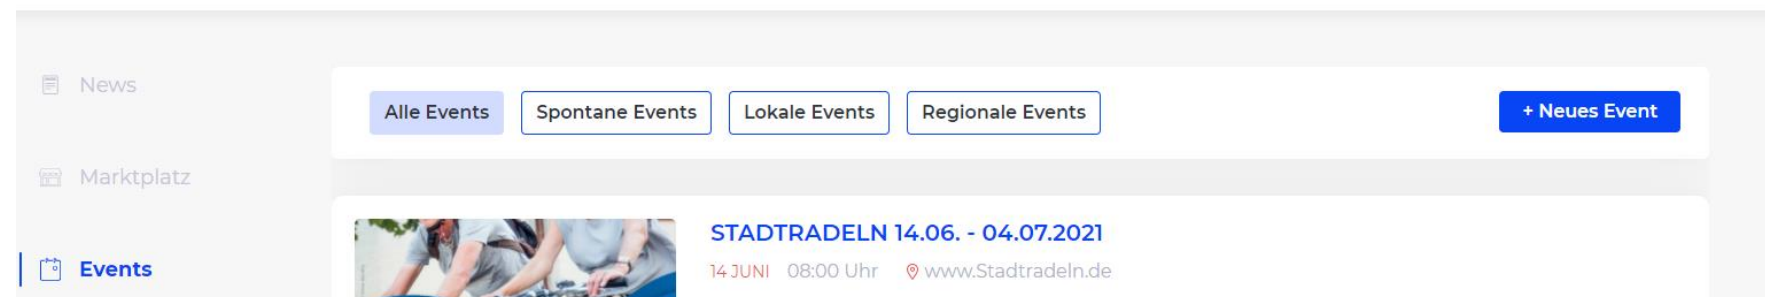 News
Marktplatz
Events
Alle Events Spontane Events Lokale Events Regionale Events + Neues Event
STADTRADELN 14.06. - 04.07.2021
14 JUNI 08:00 Uhr www.Stadtradeln.de